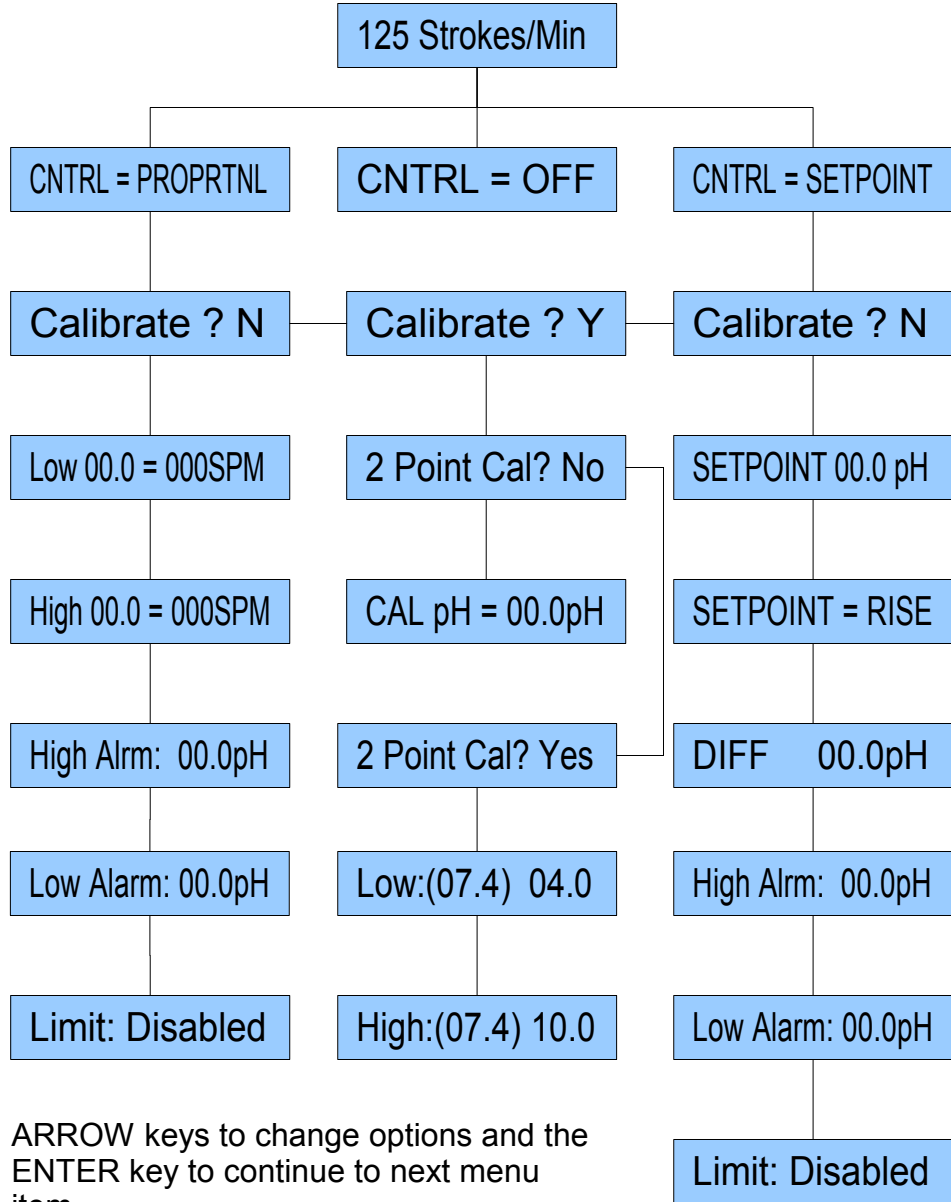 125 Strokes/Min
CNTRL = PROPRTNL
CNTRL = OFF
CNTRL = SETPOINT
Calibrate ? N
Calibrate ? Y
Calibrate ? N
Low 00.0 = 000SPM
2 Point Cal? No
SETPOINT 00.0 pH
High 00.0 = 000SPM
CAL pH = 00.0pH
SETPOINT = RISE
High Alrm: 00.0pH
2 Point Cal? Yes
DIFF 00.0pH
Low Alarm: 00.0pH
Low:(07.4) 04.0
High Alrm: 00.0pH
Limit: Disabled
High:(07.4) 10.0
Low Alarm: 00.0pH
ARROW keys to change options and the
ENTER key to continue to next menu
Limit: Disabled